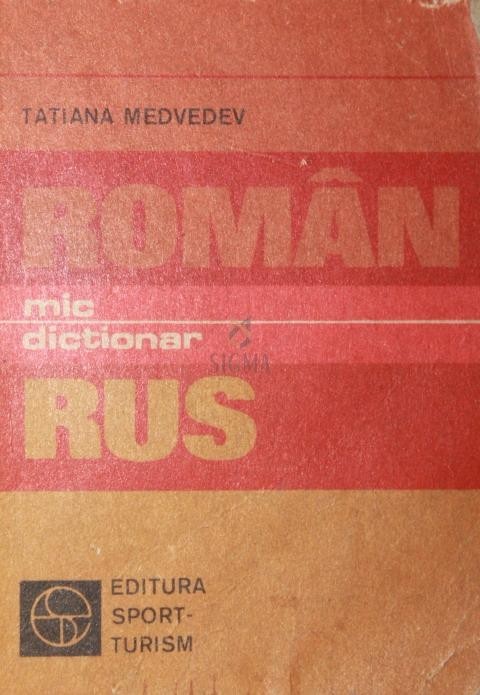 TATIANA MEDVEDEV
ROMÂN
mic
dictionar
SIGMA
RUS
EDITURA
SPORT-
TURISM